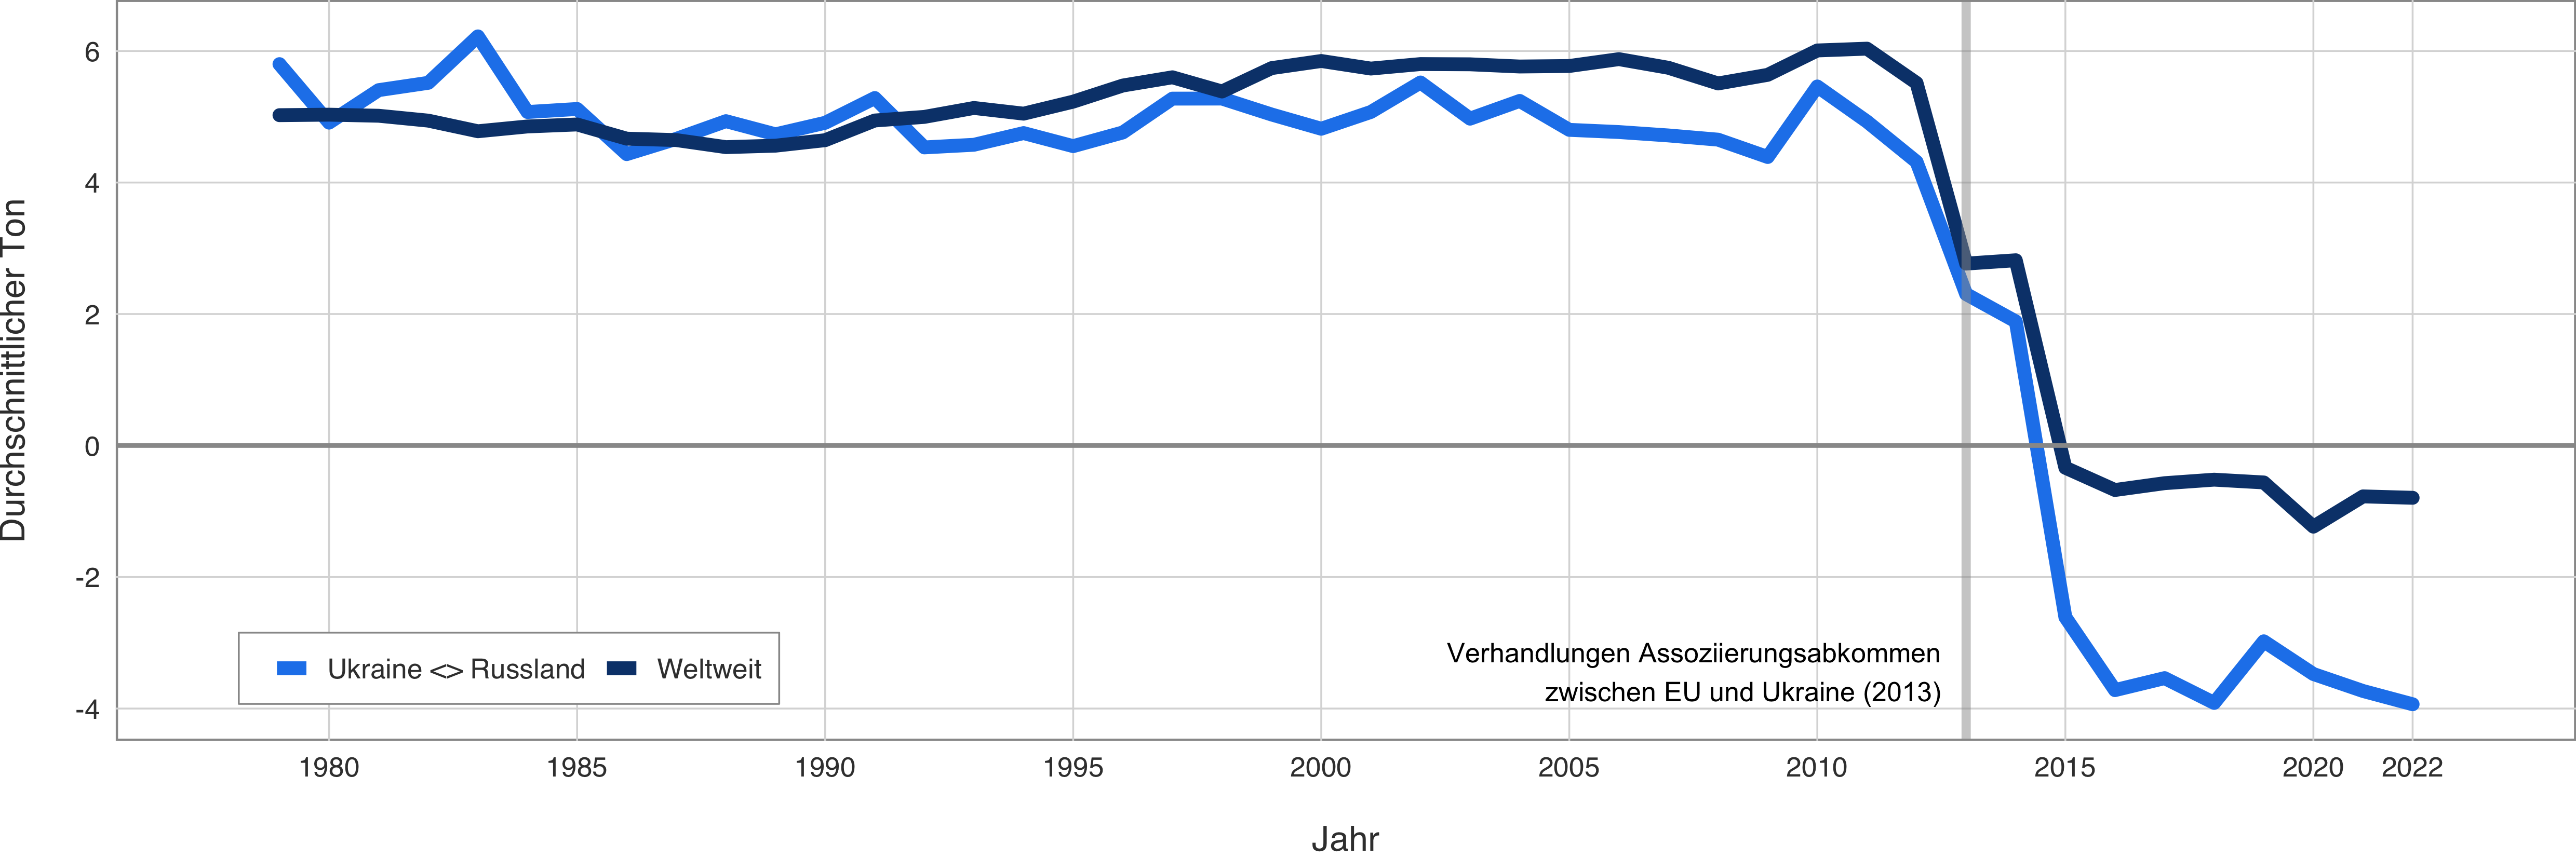 Durchschnittlicher Ton
6
4
2
0
-2
-4
Ukraine <> Russland
Weltweit
Verhandlungen Assoziierungsabkommen
zwischen EU und Ukraine (2013)
1980 1985 1990 1995 2000 2005 2010 2015 2020 2022
Jahr